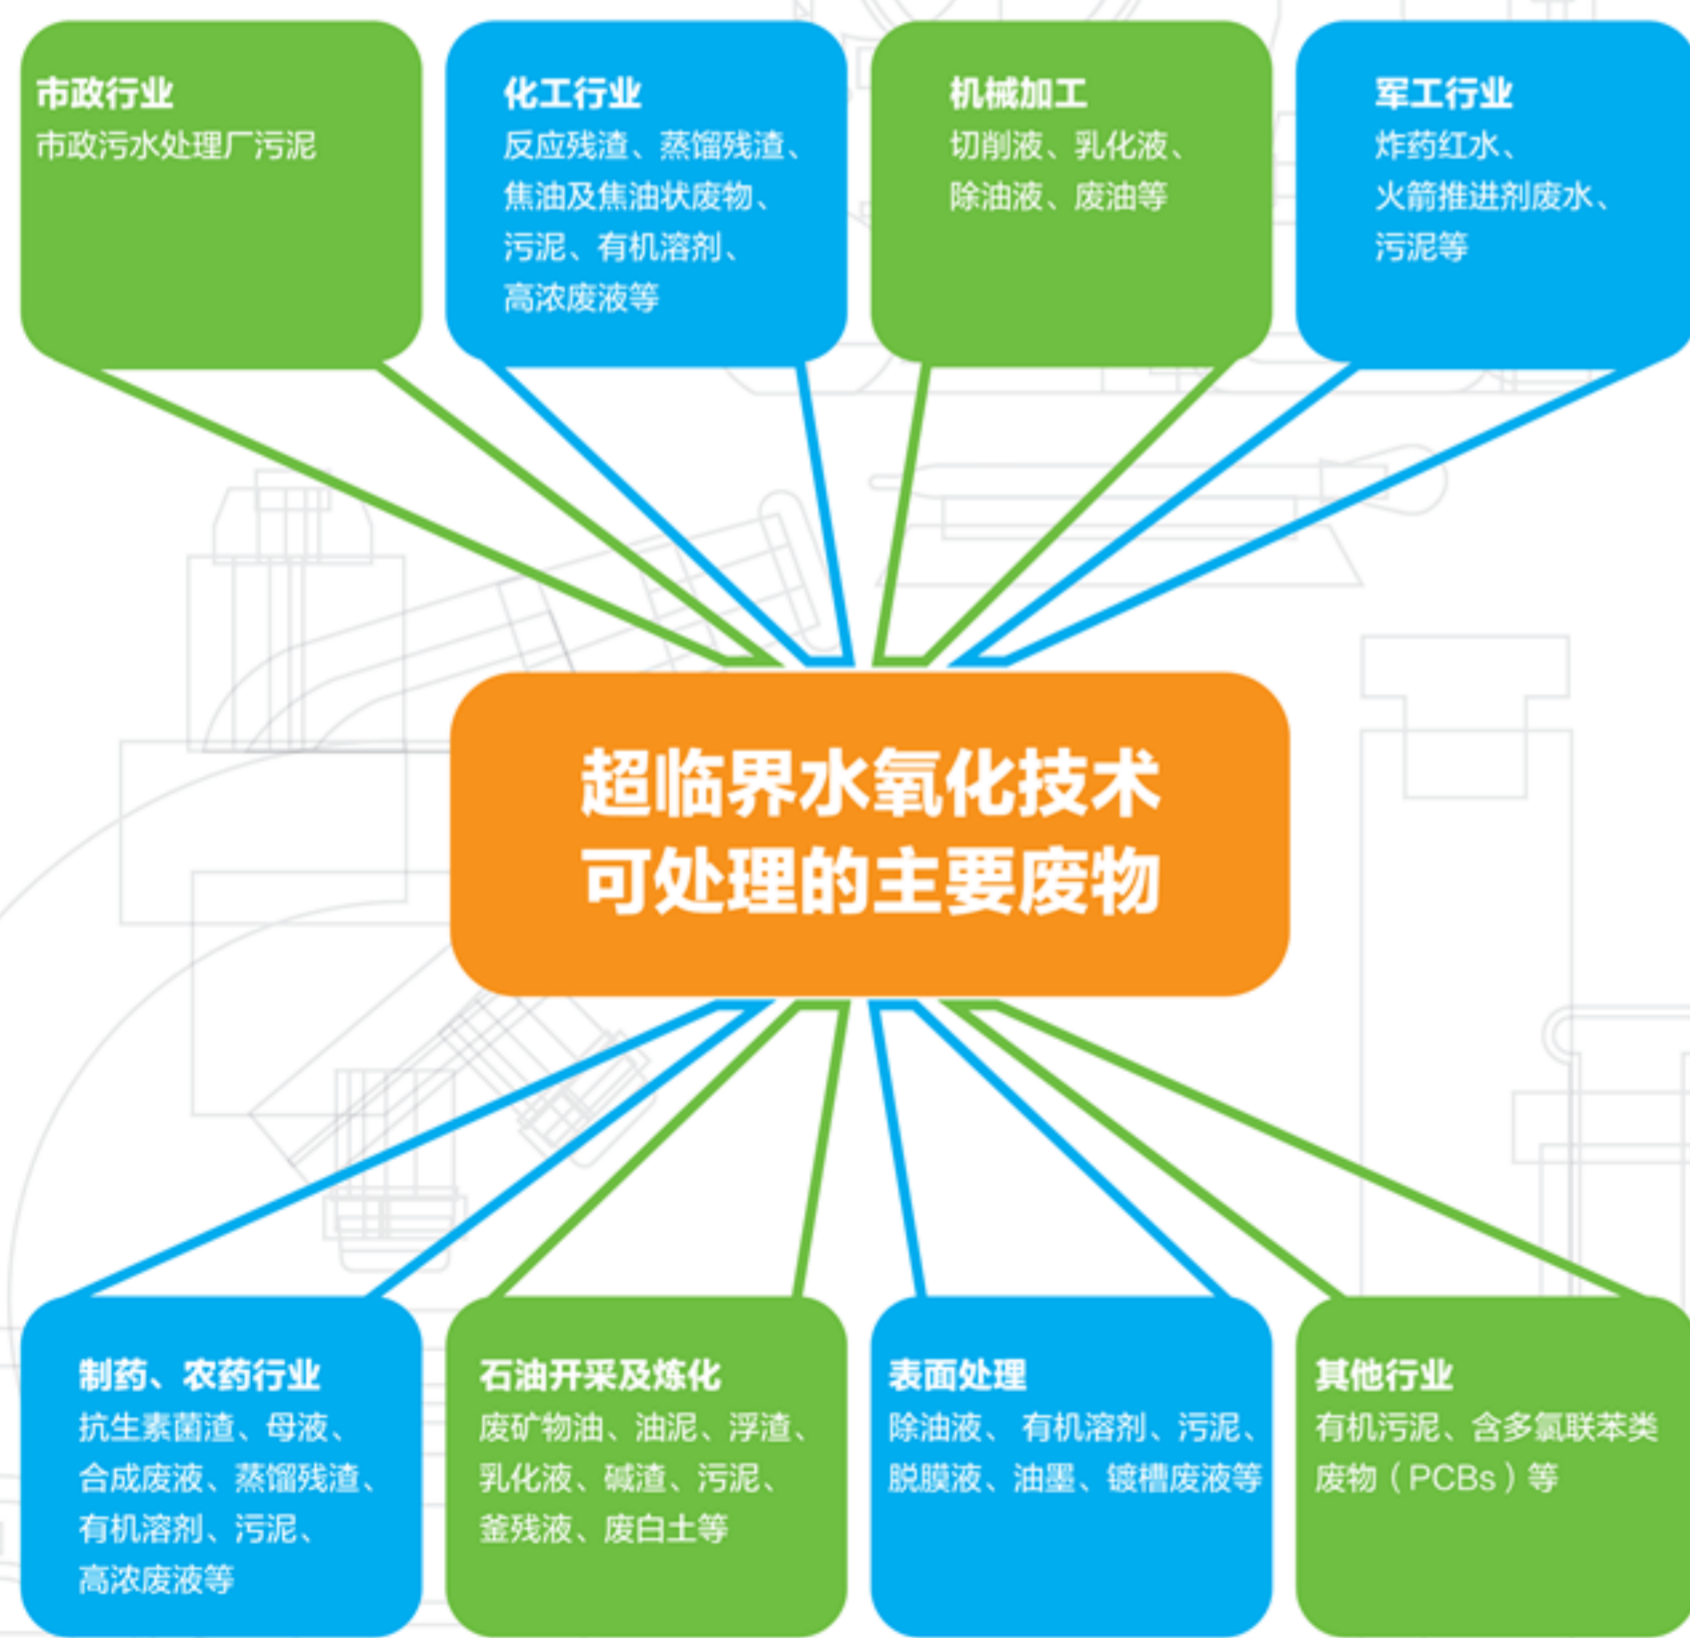 市政行业
市政污水处理厂污泥
化工行业
反应残渣、蒸馏残渣、
焦油及焦油状废物、
污泥、有机溶剂、
高浓废液等
机械加工
切削液、乳化液、
除油液、废油等
军工行业
炸药红水、
火箭推进剂废水、
污泥等
超临界水氧化技术
可处理的主要废物
制药、农药行业
抗生素菌渣、母液、
合成废液、蒸馏残渣、
有机溶剂、污泥、
高浓废液等
石油开采及炼化
废矿物油、油泥、浮渣、
乳化液、碱渣、污泥、
釜残液、废白土等
表面处理
除油液、 有机溶剂、污泥、
脱膜液、油墨、镀槽废液等
其他行业
有机污泥、含多氯联苯类
废物（PCBs）等